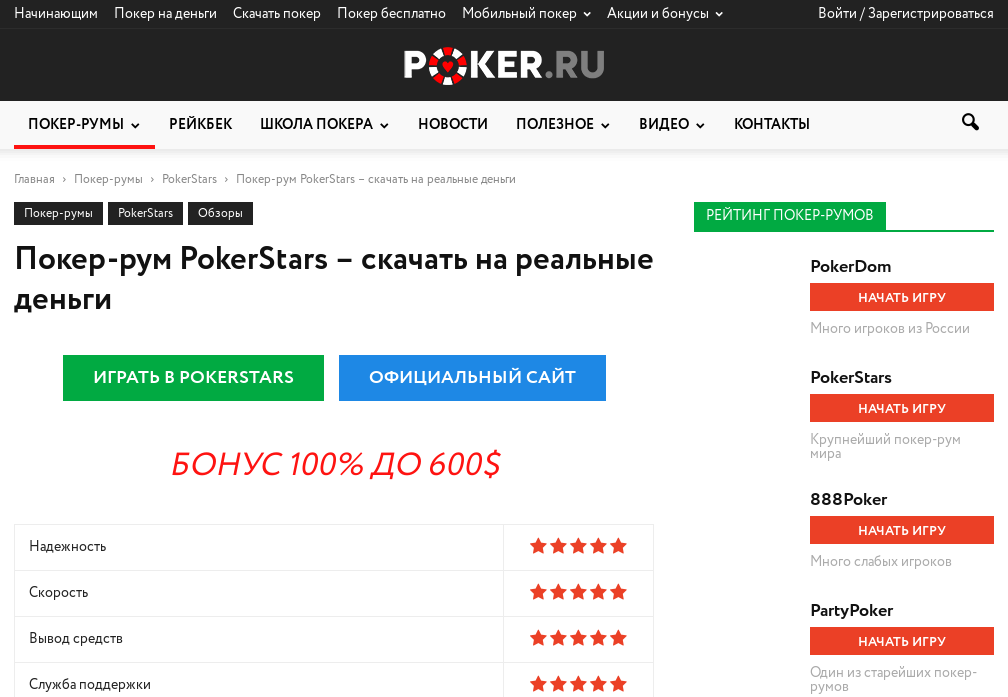 Начинающим Покер на деньги Скачать покер Покер бесплатно Мобильный покер Акции и бонусы Войти / Зарегистрироваться
POKER.RU
ПОКЕР-РУМЫ РЕЙКБЕК ШКОЛА ПОКЕРА НОВОСТИ ПОЛЕЗНОЕ ВИДЕО КОНТАКТЫ
Главная › Покер-румы › PokerStars › Покер-рум PokerStars – скачать на реальные деньги
Покер-румы PokerStars Обзоры
Покер-рум PokerStars – скачать на реальные
деньги
ИГРАТЬ В POKERSTARS ОФИЦИАЛЬНЫЙ САЙТ
БОНУС 100% ДО 600$
Надежность
Скорость
Вывод средств
Служба поддержки
РЕЙТИНГ ПОКЕР-РУМОВ
PokerDom
НАЧАТЬ ИГРУ
Много игроков из России
PokerStars
НАЧАТЬ ИГРУ
Крупнейший покер-рум
мира
888Poker
НАЧАТЬ ИГРУ
Много слабых игроков
PartyPoker
НАЧАТЬ ИГРУ
Один из старейших покер-
румов